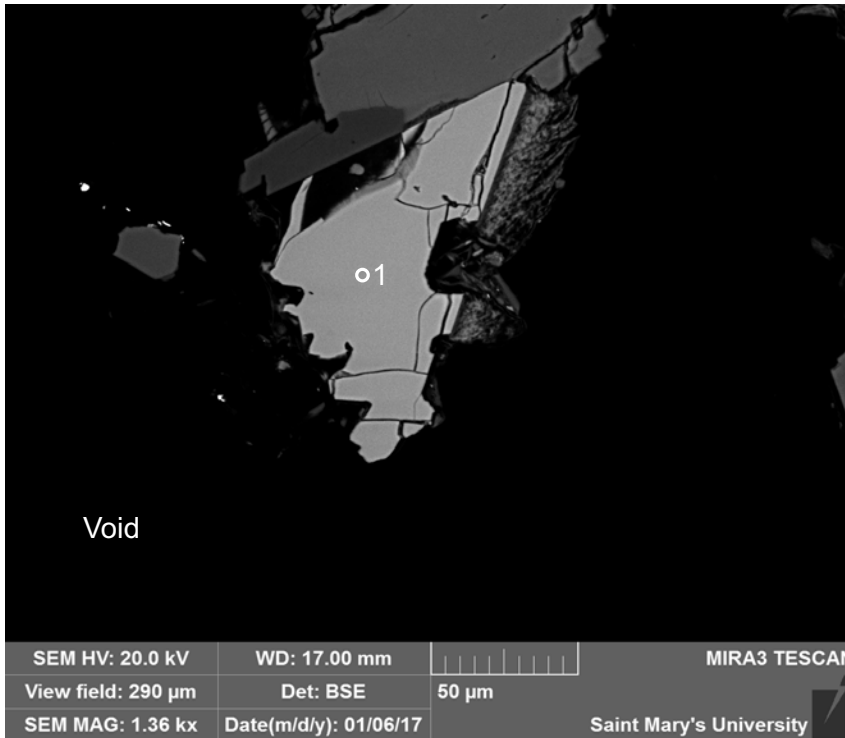 1
Void
SEM HV: 20.0 kV WD: 17.00 mm MIRA3 TESCAN
View field: 290 µm Det: BSE 50 µm
SEM MAG: 1.36 kx Date(m/d/y): 01/06/17 Saint Mary's University